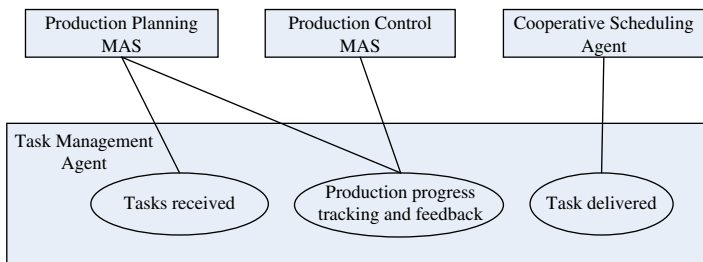 Production Planning
MAS
Production Control
MAS
Cooperative Scheduling
Agent
Task Management
Agent
Tasks received
Production progress
tracking and feedback
Task delivered